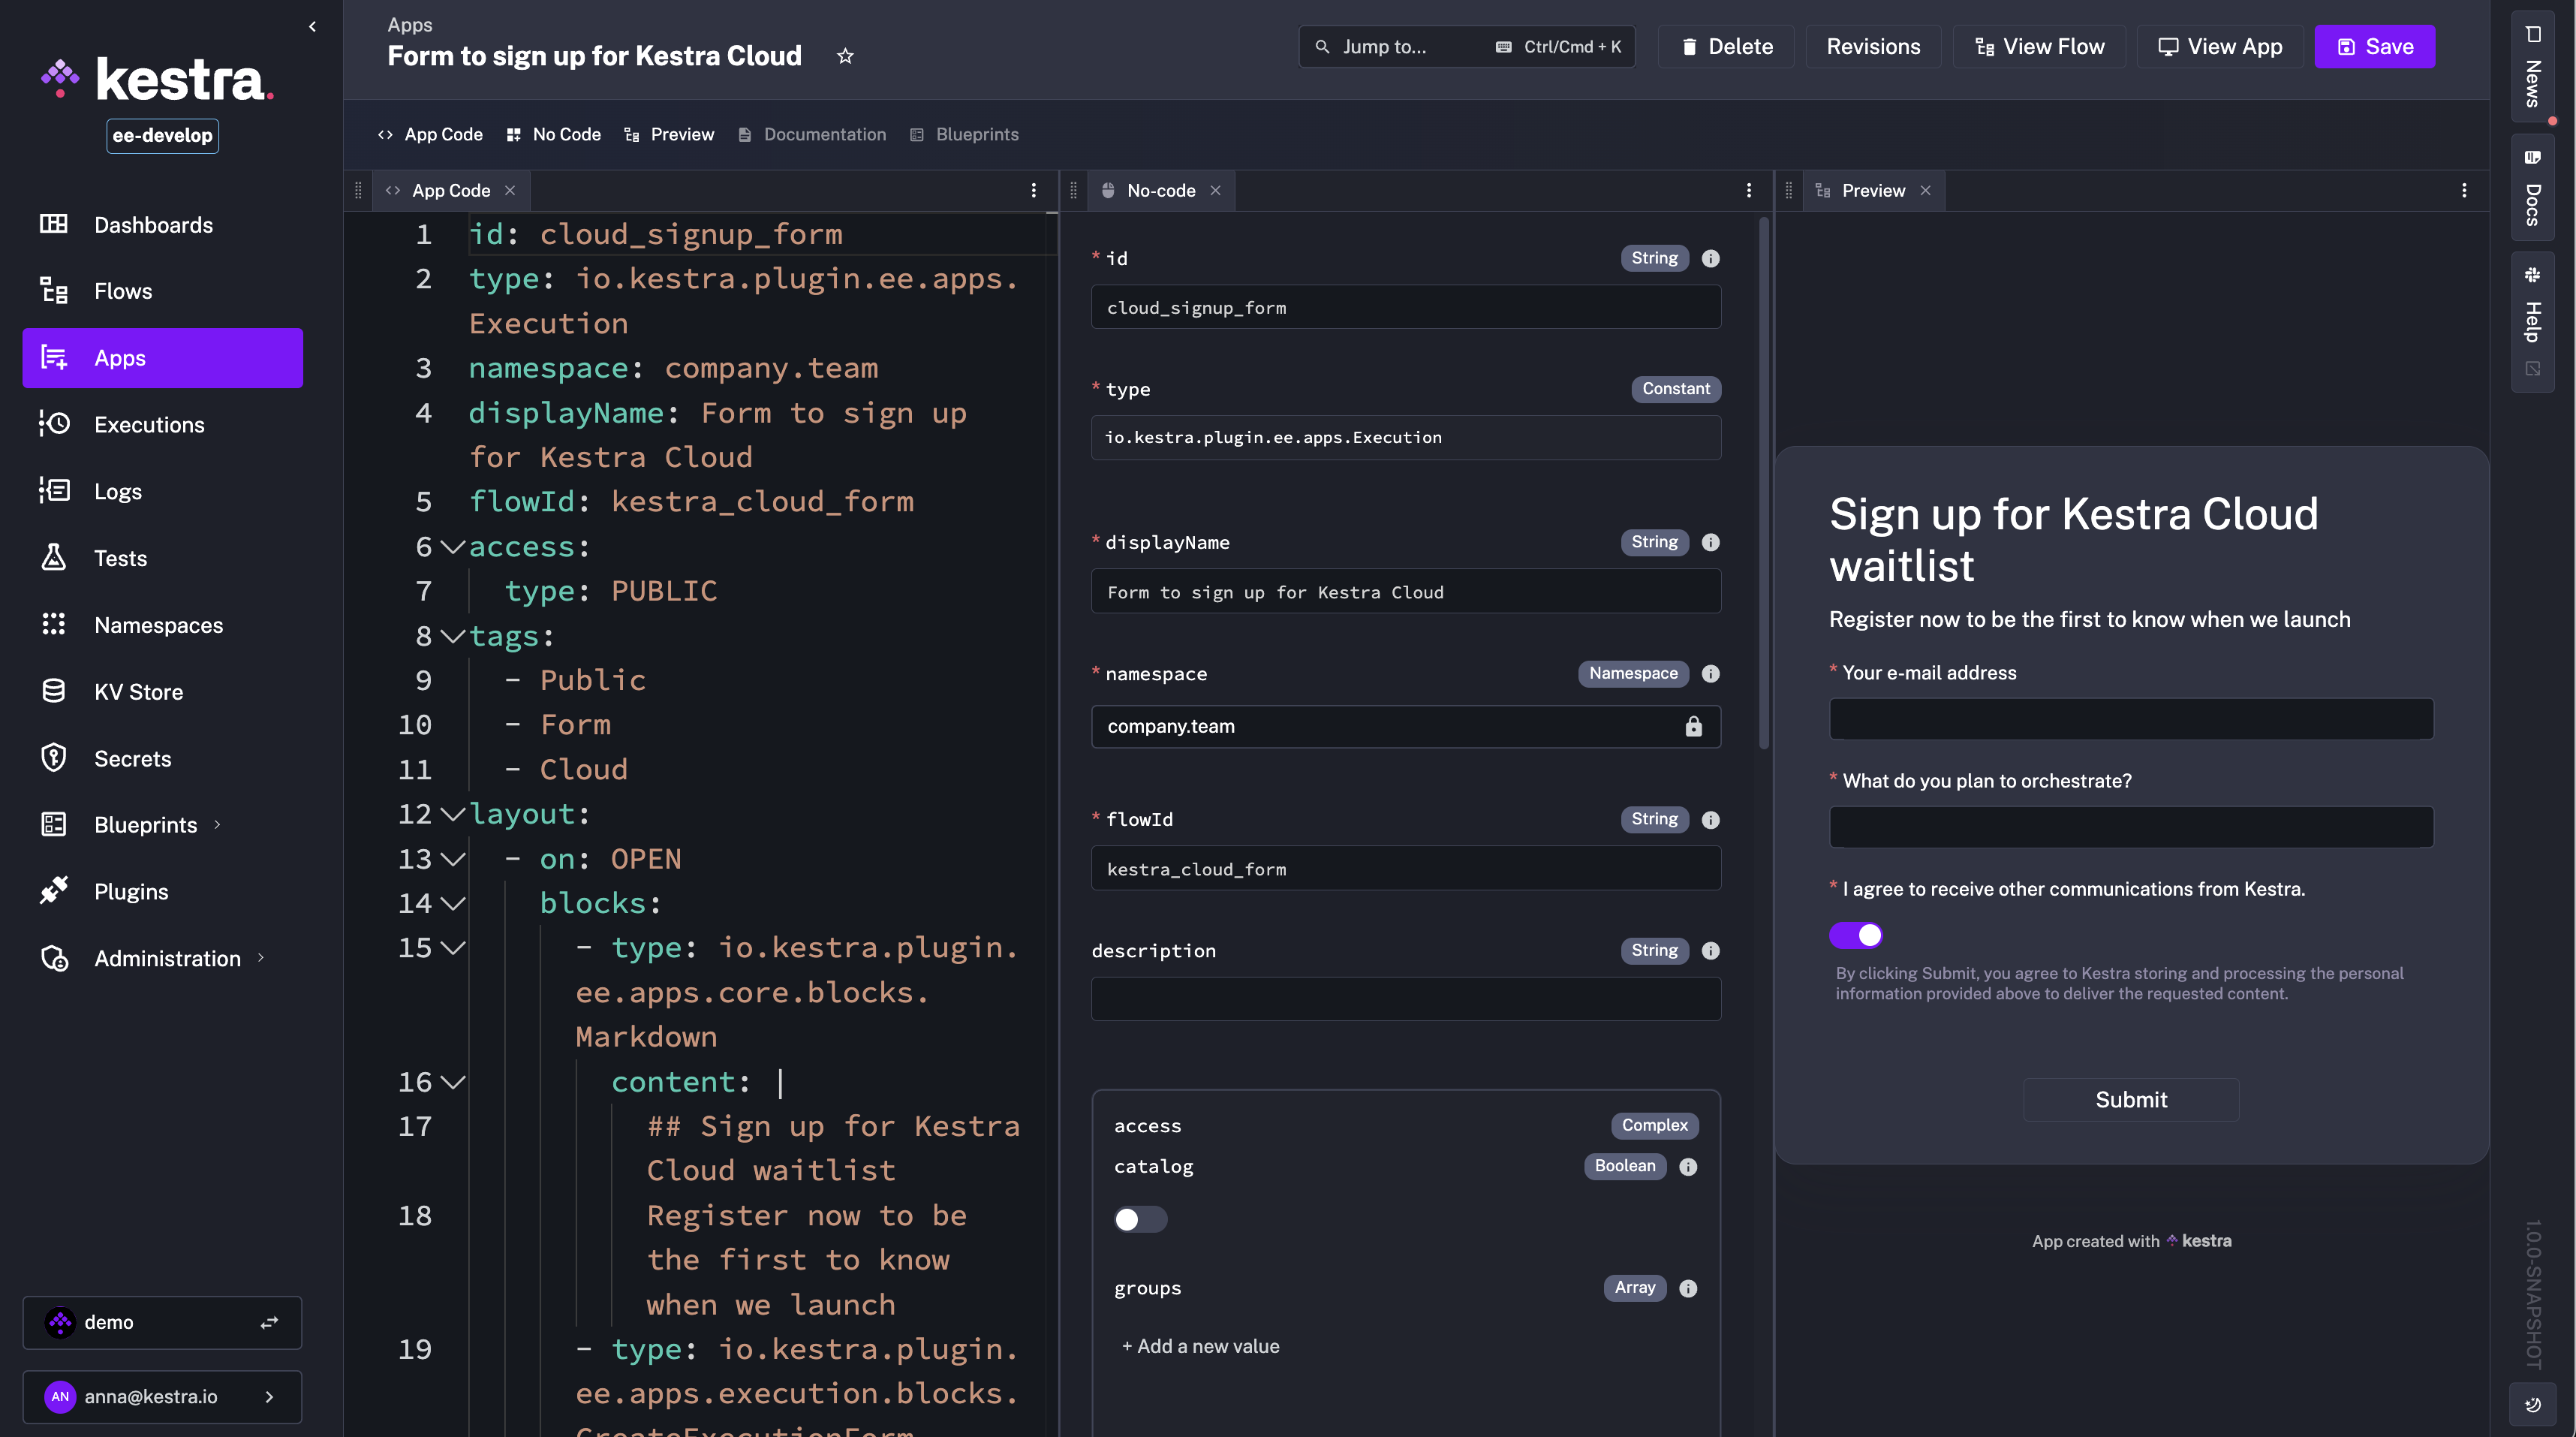 kestra.
ee-develop
Dashboards
Flows
Apps
Executions
Logs
Tests
Namespaces
KV Store
Secrets
Blueprints
Plugins
Administration
demo
AN anna@kestra.io
Apps
Form to sign up for Kestra Cloud
Jump to... Ctrl/Cmd + K
Delete
Revisions
View Flow
View App
Save
App Code No Code Preview Documentation Blueprints
App Code
1 id: cloud_signup_form
2 type: io.kestra.plugin.ee.apps.
Execution
3 namespace: company.team
4 displayName: Form to sign up
for Kestra Cloud
5 flowId: kestra_cloud_form
6 access:
7 type: PUBLIC
8 tags:
9 - Public
10 - Form
11 - Cloud
12 layout:
13 - on: OPEN
14 blocks:
15 - type: io.kestra.plugin.
ee.apps.core.blocks.
Markdown
16 content: |
17 ## Sign up for Kestra
Cloud waitlist
18 Register now to be
the first to know
when we launch
19 - type: io.kestra.plugin.
ee.apps.execution.blocks.
CreateExecutionForm
No-code
* id String
cloud_signup_form
* type Constant
io.kestra.plugin.ee.apps.Execution
* displayName String
Form to sign up for Kestra Cloud
* namespace Namespace
company.team
* flowId String
kestra_cloud_form
description String
access Complex
catalog Boolean
groups Array
+ Add a new value
Preview
Sign up for Kestra Cloud
waitlist
Register now to be the first to know when we launch
* Your e-mail address
* What do you plan to orchestrate?
* I agree to receive other communications from Kestra.
By clicking Submit, you agree to Kestra storing and processing the personal
information provided above to deliver the requested content.
Submit
App created with kestra
News
Docs
Help
1.0.0-SNAPSHOT